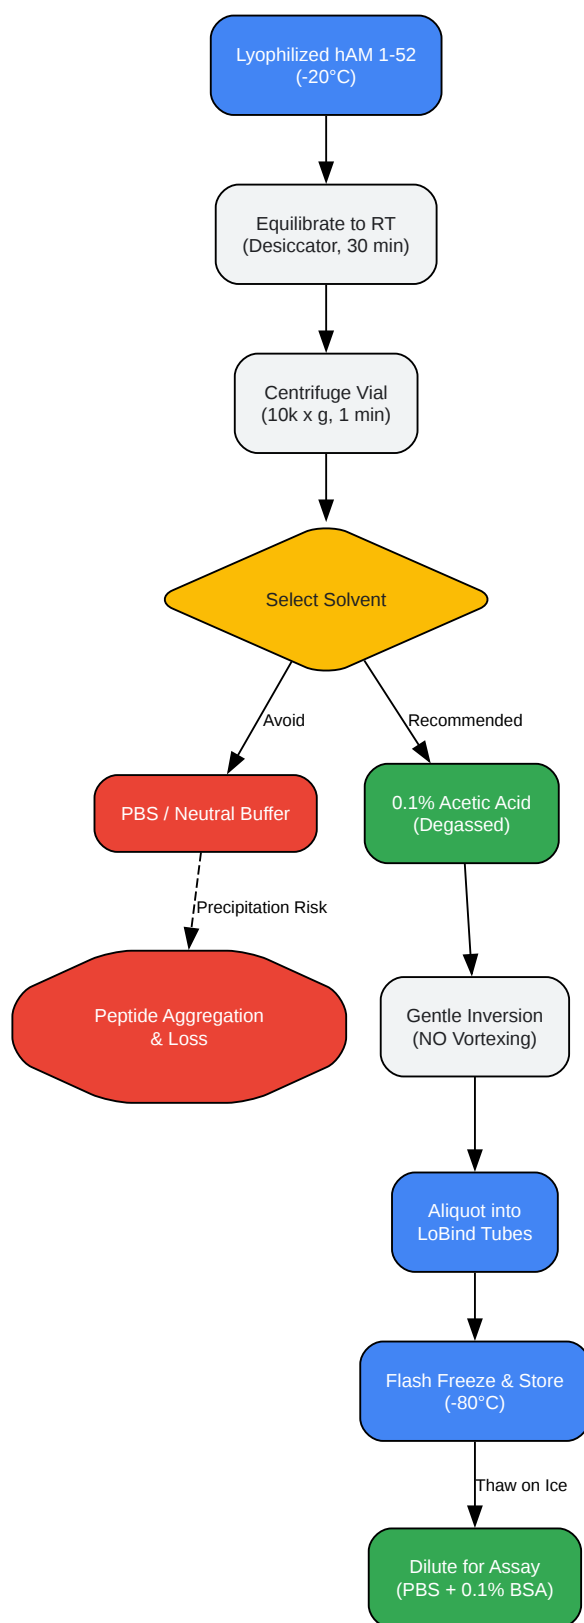 Lyophilized hAM 1-52
(-20°C)
Equilibrate to RT
(Desiccator, 30 min)
Centrifuge Vial
(10k x g, 1 min)
Select Solvent
Avoid
Recommended
PBS / Neutral Buffer
0.1% Acetic Acid
(Degassed)
Precipitation Risk
Peptide Aggregation
& Loss
Gentle Inversion
(NO Vortexing)
Aliquot into
LoBind Tubes
Flash Freeze & Store
(-80°C)
Thaw on Ice
Dilute for Assay
(PBS + 0.1% BSA)